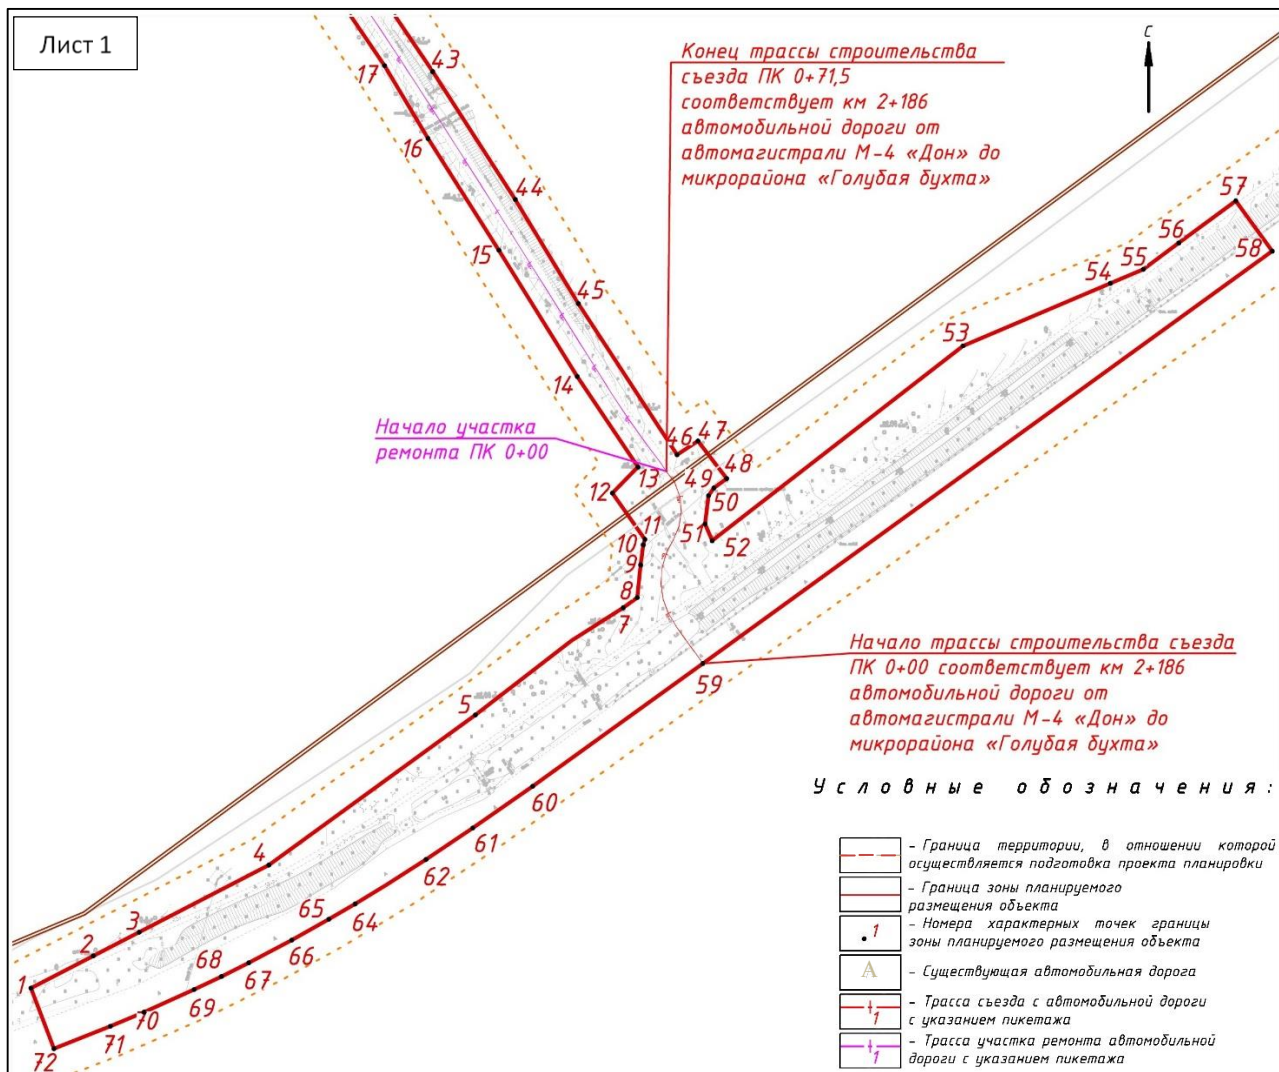 Лист 1
С
17
43
Конец трассы строительства
съезда ПК 0+71,5
соответствует км 2+186
автомобильной дороги от
автомагистрали М-4 «Дон» до
микрорайона «Голубая бухта»
16
44
15
45
57
56
55
58
54
53
14
Начало участка
ремонта ПК 0+00
46
47
13
48
49
12
50
11
51
10
52
9
8
7
Начало трассы строительства съезда
ПК 0+00 соответствует км 2+186
автомобильной дороги от
автомагистрали М-4 «Дон» до
микрорайона «Голубая бухта»
59
5
60
61
4
62
64
65
3
66
2
67
68
1
69
70
71
72
Условные обозначения:
- Граница территории, в отношении которой
осуществляется подготовка проекта планировки
- Граница зоны планируемого
размещения объекта
1
- Номера характерных точек границы
зоны планируемого размещения объекта
А
- Существующая автомобильная дорога
1
- Трасса съезда с автомобильной дороги
с указанием пикетажа
1
- Трасса участка ремонта автомобильной
дороги с указанием пикетажа